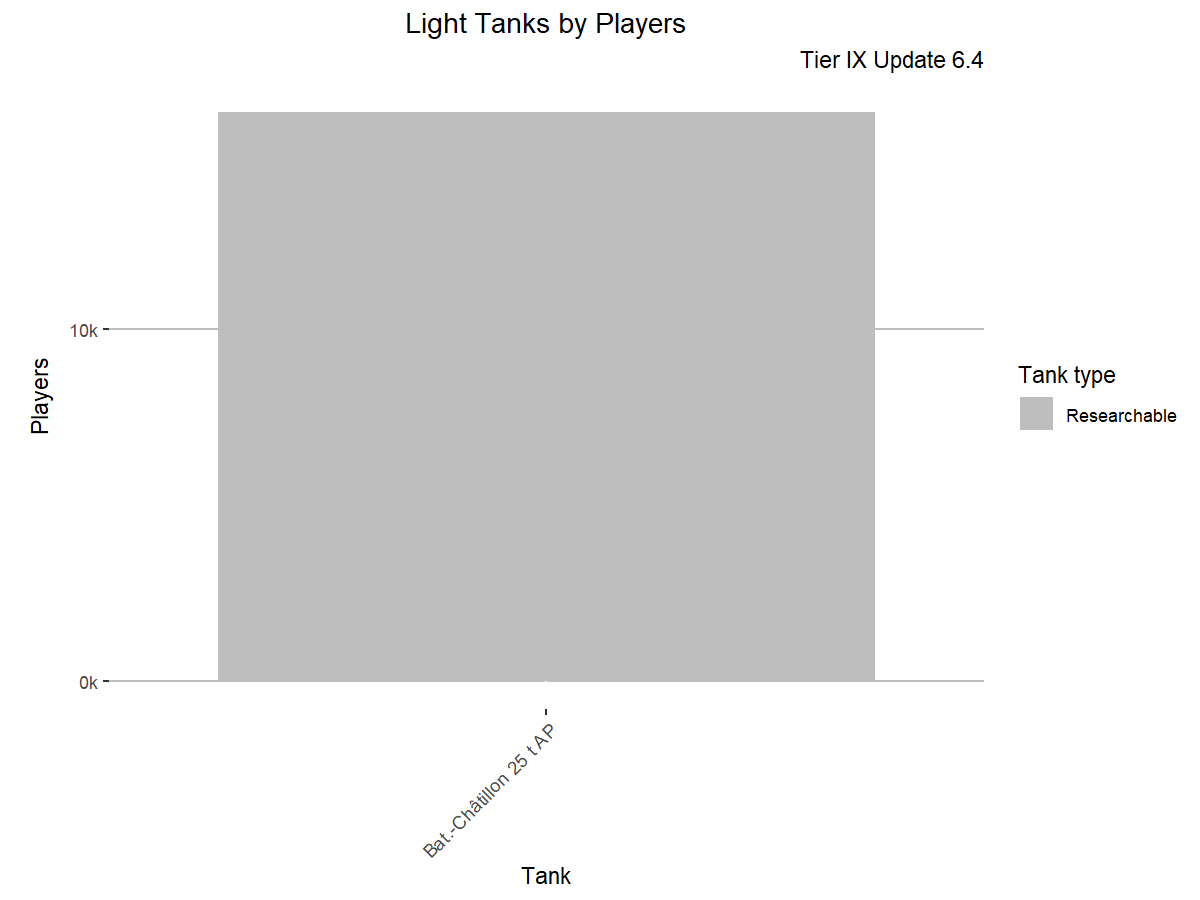 Light Tanks by Players
Tier IX Update 6.4
10k
0k
Players
Bat.-Châtillon 25 t AP
Tank
Tank type
Researchable